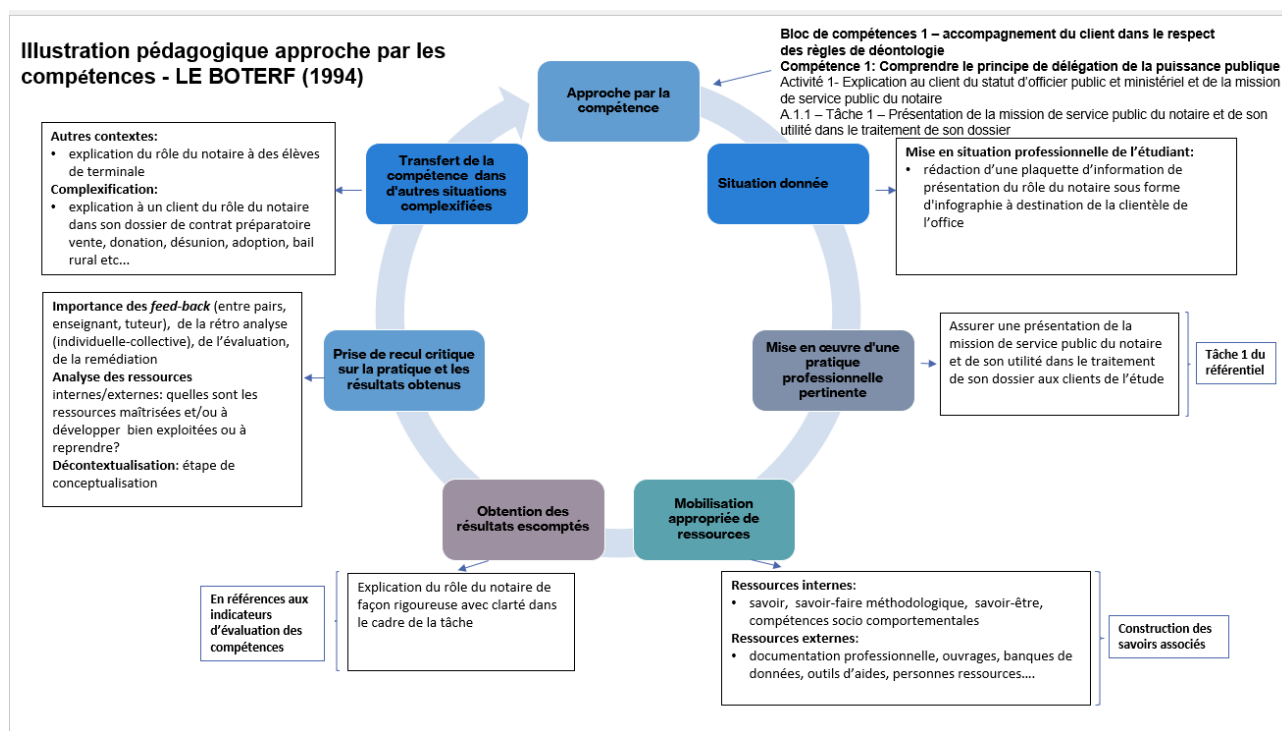 Illustration pédagogique approche par les
compétences - LE BOTERF (1994)
Bloc de compétences 1 – accompagnement du client dans le respect
des règles de déontologie
Compétence 1: Comprendre le principe de délégation de la puissance publique
Activité 1- Explication au client du statut d'officier public et ministériel et de la mission
de service public du notaire
A.1.1 – Tâche 1 – Présentation de la mission de service public du notaire et de son
utilité dans le traitement de son dossier
Approche par la
compétence
Situation donnée
Mise en situation professionnelle de l'étudiant:
• rédaction d'une plaquette d'information de
présentation du rôle du notaire sous forme
d'infographie à destination de la clientèle de
l'office
Mise en œuvre d'une
pratique
professionnelle
pertinente
Assurer une présentation de la
mission de service public du notaire
et de son utilité dans le traitement
de son dossier aux clients de l'étude
Tâche 1 du
référentiel
Mobilisation
appropriée de
ressources
Ressources internes:
• savoir, savoir-faire méthodologique, savoir-être,
compétences socio comportementales
Ressources externes:
• documentation professionnelle, ouvrages, banques de
données, outils d'aides, personnes ressources....
Construction des
savoirs associés
Obtention des
résultats escomptés
Explication du rôle du notaire de
façon rigoureuse avec clarté dans
le cadre de la tâche
En références aux
indicateurs
d'évaluation des
compétences
Prise de recul critique
sur la pratique et les
résultats obtenus
Importance des feed-back (entre pairs,
enseignant, tuteur), de la rétro analyse
(individuelle-collective), de l'évaluation,
de la remédiation
Analyse des ressources
internes/externes: quelles sont les
ressources maîtrisées et/ou à
développer bien exploitées ou à
reprendre?
Décontextualisation: étape de
conceptualisation
Transfert de la
compétence dans
d'autres situations
complexifiées
Autres contextes:
• explication du rôle du notaire à des élèves
de terminale
Complexification:
• explication à un client du rôle du notaire
dans son dossier de contrat préparatoire
vente, donation, désunion, adoption, bail
rural etc...